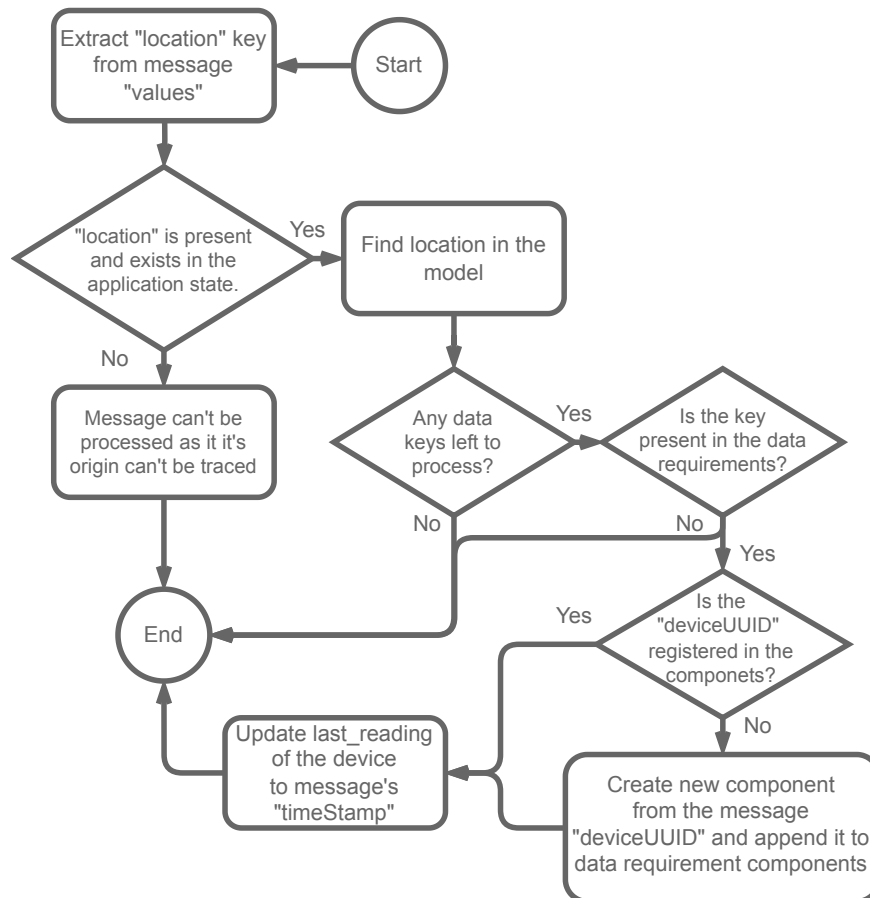 Extract "location" key
from message
"values"
Start
"location" is present
and exists in the
application state.
Yes
Find location in the
model
No
Message can't be
processed as it it's
origin can't be traced
Any data
keys left to
process?
Yes
Is the key
present in the data
requirements?
No
No
Yes
End
Is the
"deviceUUID"
registered in the
componets?
Yes
No
Update last_reading
of the device
to message's
"timeStamp"
Create new component
from the message
"deviceUUID" and append it to
data requirement components